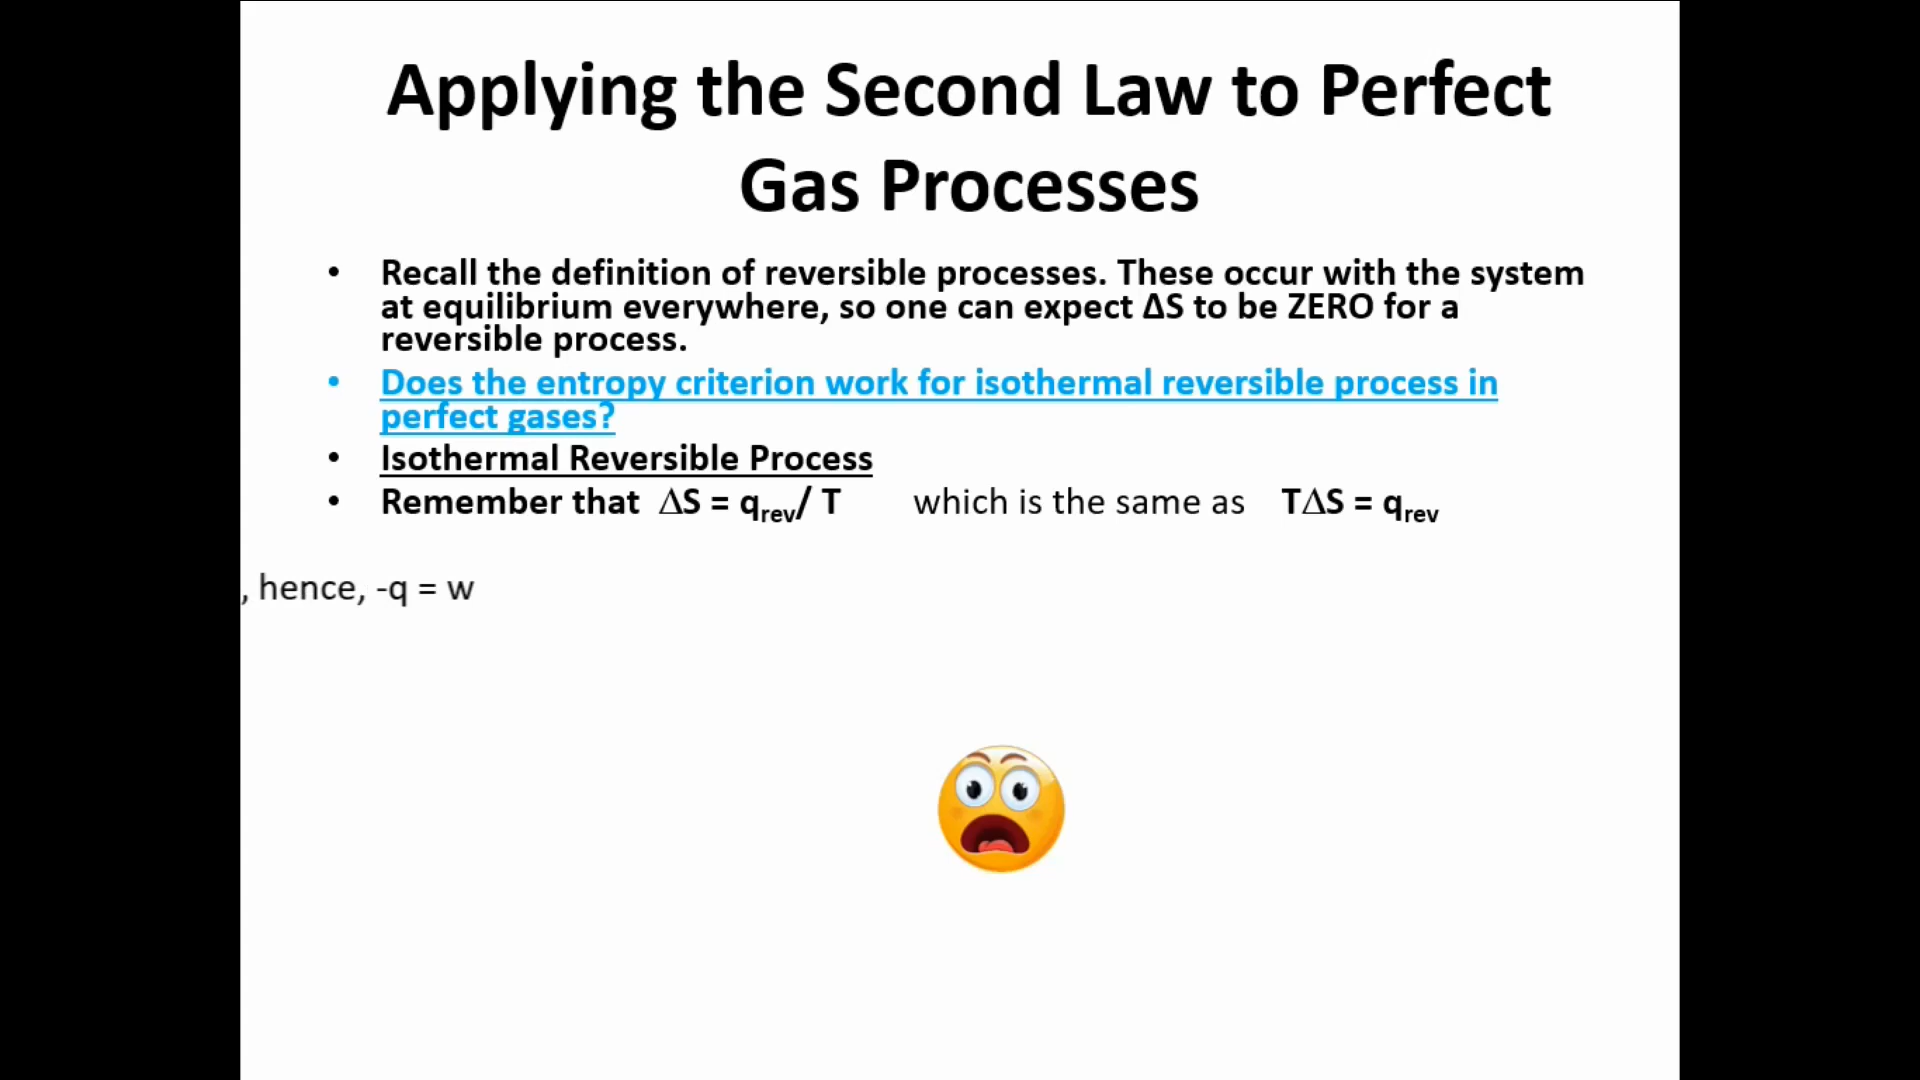 Applying the Second Law to Perfect
Gas Processes
• Recall the definition of reversible processes. These occur with the system
at equilibrium everywhere, so one can expect ΔS to be ZERO for a
reversible process.
• Does the entropy criterion work for isothermal reversible process in
perfect gases?
• Isothermal Reversible Process
• Remember that ΔS = qrev/ T which is the same as TΔS = qrev
, hence, -q = w